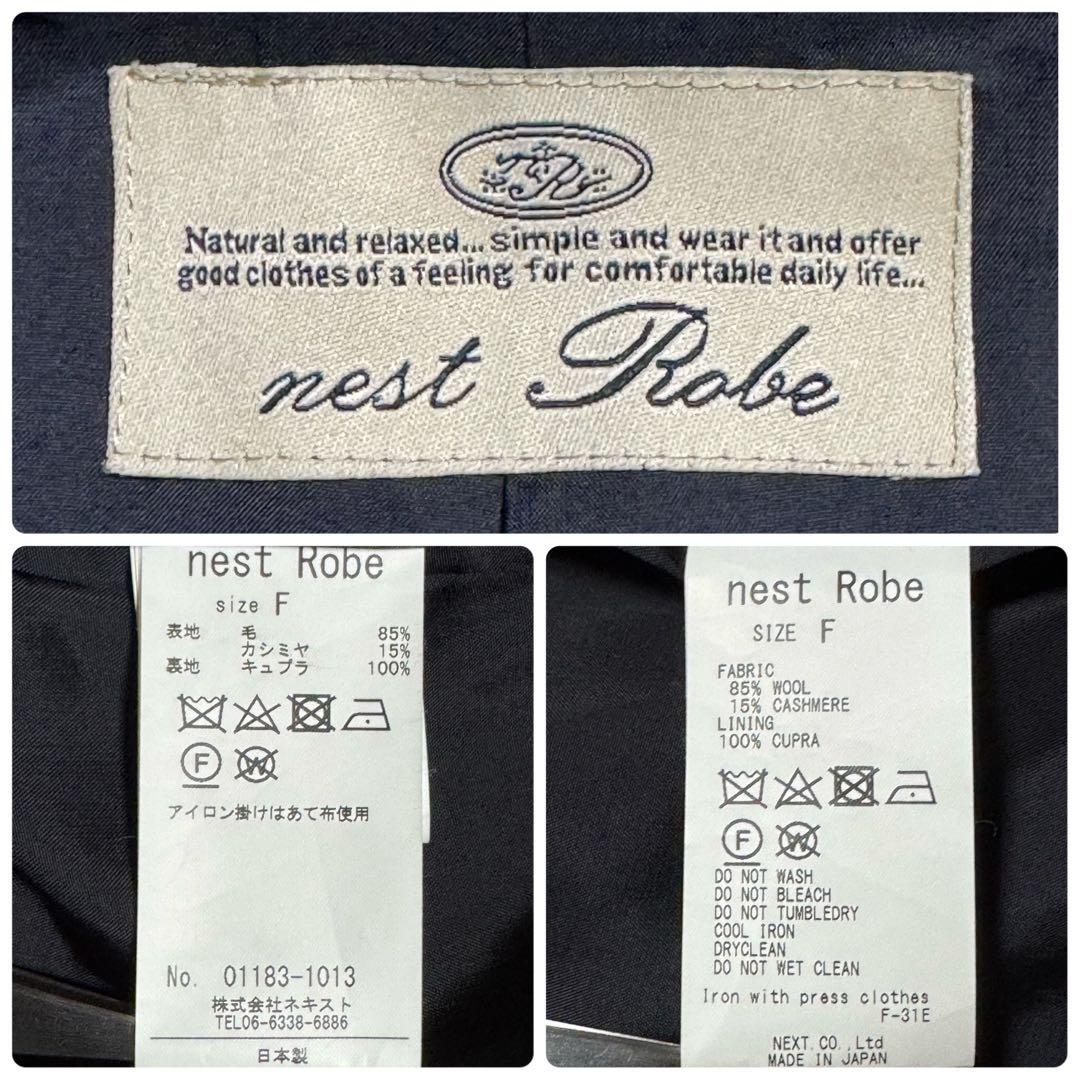 Natural and relaxed... simple and wear it and offer
good clothes of a feeling for comfortable daily life...
nest Robe
nest Robe
size F
表地 毛 85%
カシミヤ 15%
裏地 キュプラ 100%
F W
アイロン掛けはあて布使用
No. 01183-1013
株式会社ネキスト
TEL06-6338-6886
日本製
nest Robe
SIZE F
FABRIC
85% WOOL
15% CASHMERE
LINING
100% CUPRA
F W
DO NOT WASH
DO NOT BLEACH
DO NOT TUMBLEDRY
COOL IRON
DRYCLEAN
DO NOT WET CLEAN
Iron with press clothes
F-31E
NEXT.CO.,Ltd
MADE IN JAPAN